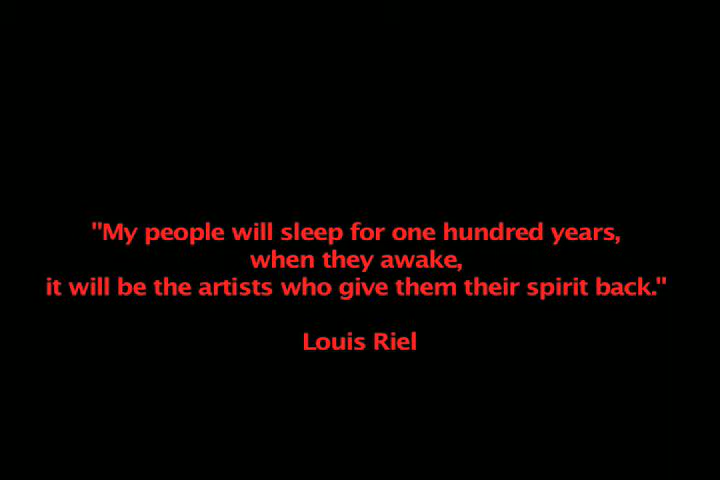 "My people will sleep for one hundred years,
when they awake,
it will be the artists who give them their spirit back."
Louis Riel